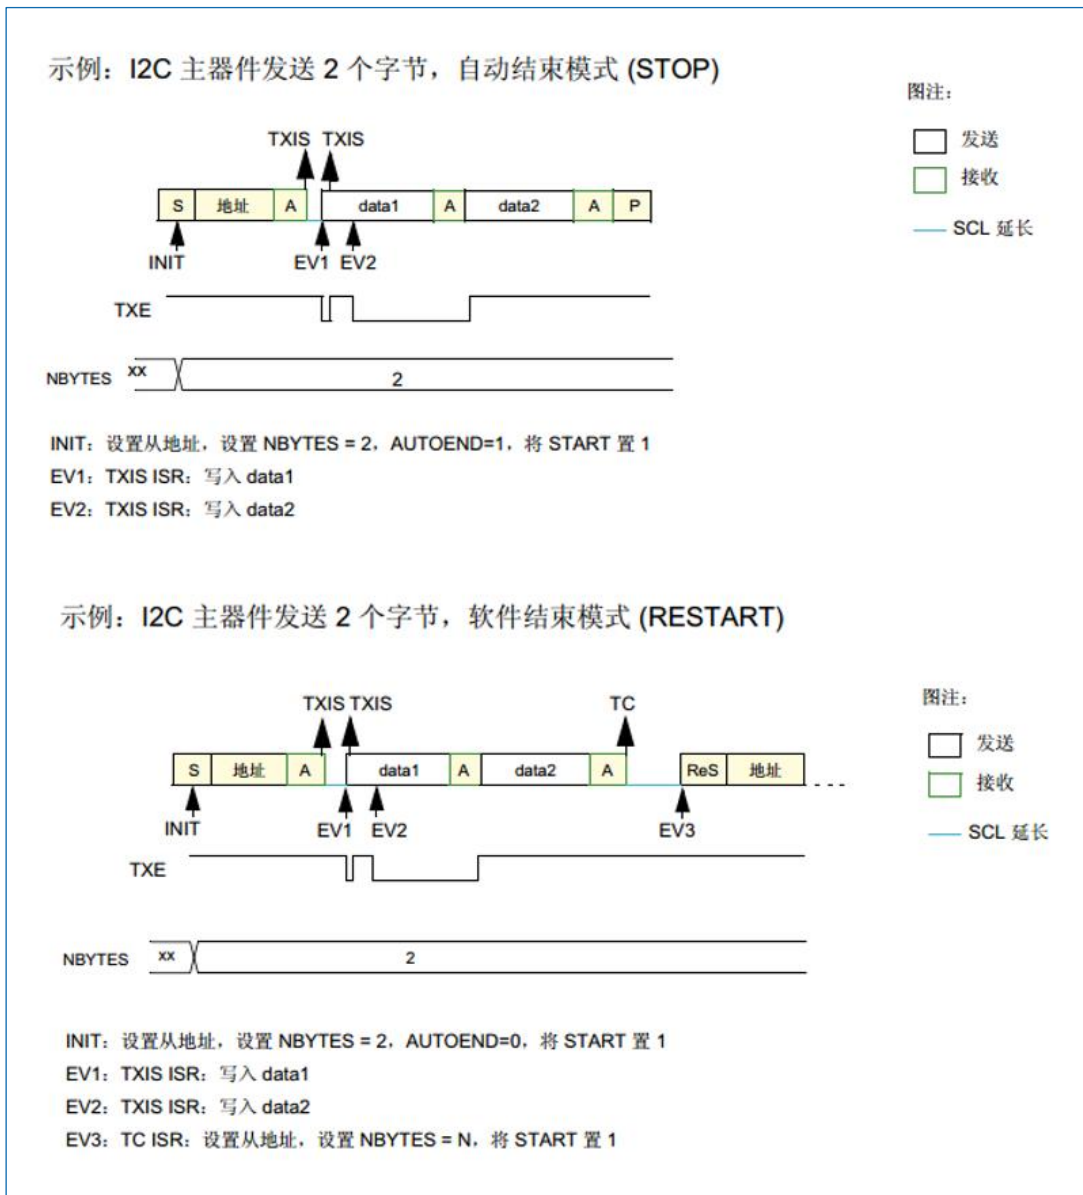 示例：I2C 主器件发送 2 个字节，自动结束模式 (STOP)
图注：
发送
接收
SCL 延长
TXIS TXIS
S 地址 A data1 A data2 A P
INIT EV1 EV2
TXE
NBYTES xx 2
INIT：设置从地址，设置 NBYTES = 2，AUTOEND=1，将 START 置 1
EV1：TXIS ISR：写入 data1
EV2：TXIS ISR：写入 data2
示例：I2C 主器件发送 2 个字节，软件结束模式 (RESTART)
图注：
发送
接收
SCL 延长
TXIS TXIS TC
S 地址 A data1 A data2 A ReS 地址
INIT EV1 EV2 EV3
TXE
NBYTES xx 2
INIT：设置从地址，设置 NBYTES = 2，AUTOEND=0，将 START 置 1
EV1：TXIS ISR：写入 data1
EV2：TXIS ISR：写入 data2
EV3：TC ISR：设置从地址，设置 NBYTES = N，将 START 置 1